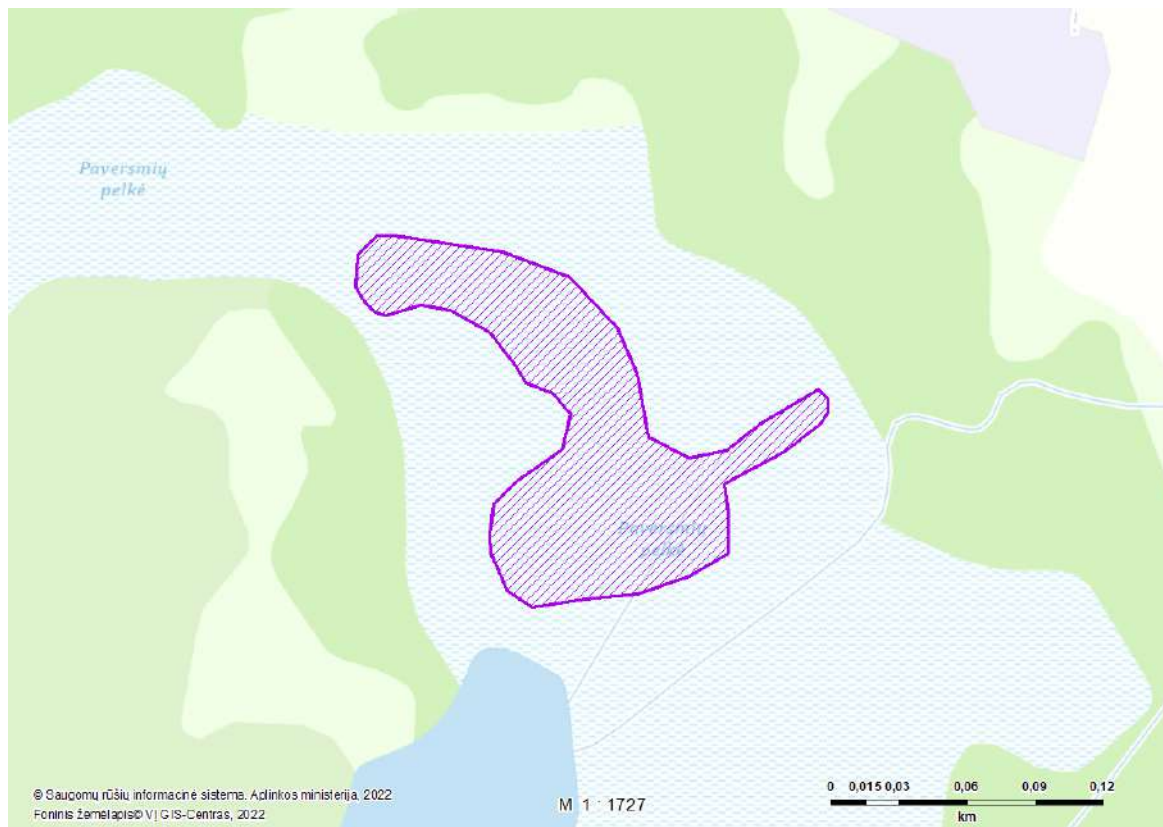 Paversmių
pelkė
Paversmių
pelkė
© Saugomų rūšių informacinė sistema. Aplinkos ministerija, 2022
Foninis žemėlapis© VĮ GIS-Centras, 2022
M 1 : 1727
0 0,015 0,03 0,06 0,09 0,12
km